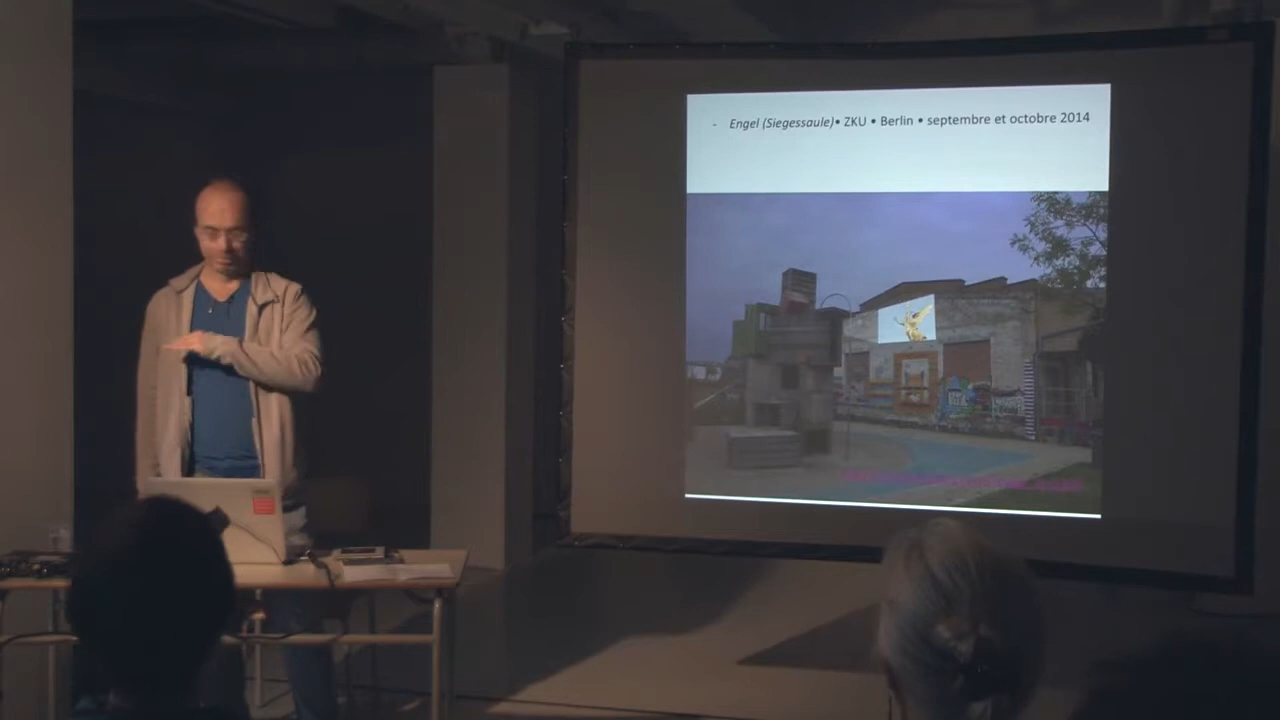 - Engel (Siegessaule)• ZKU • Berlin • septembre et octobre 2014